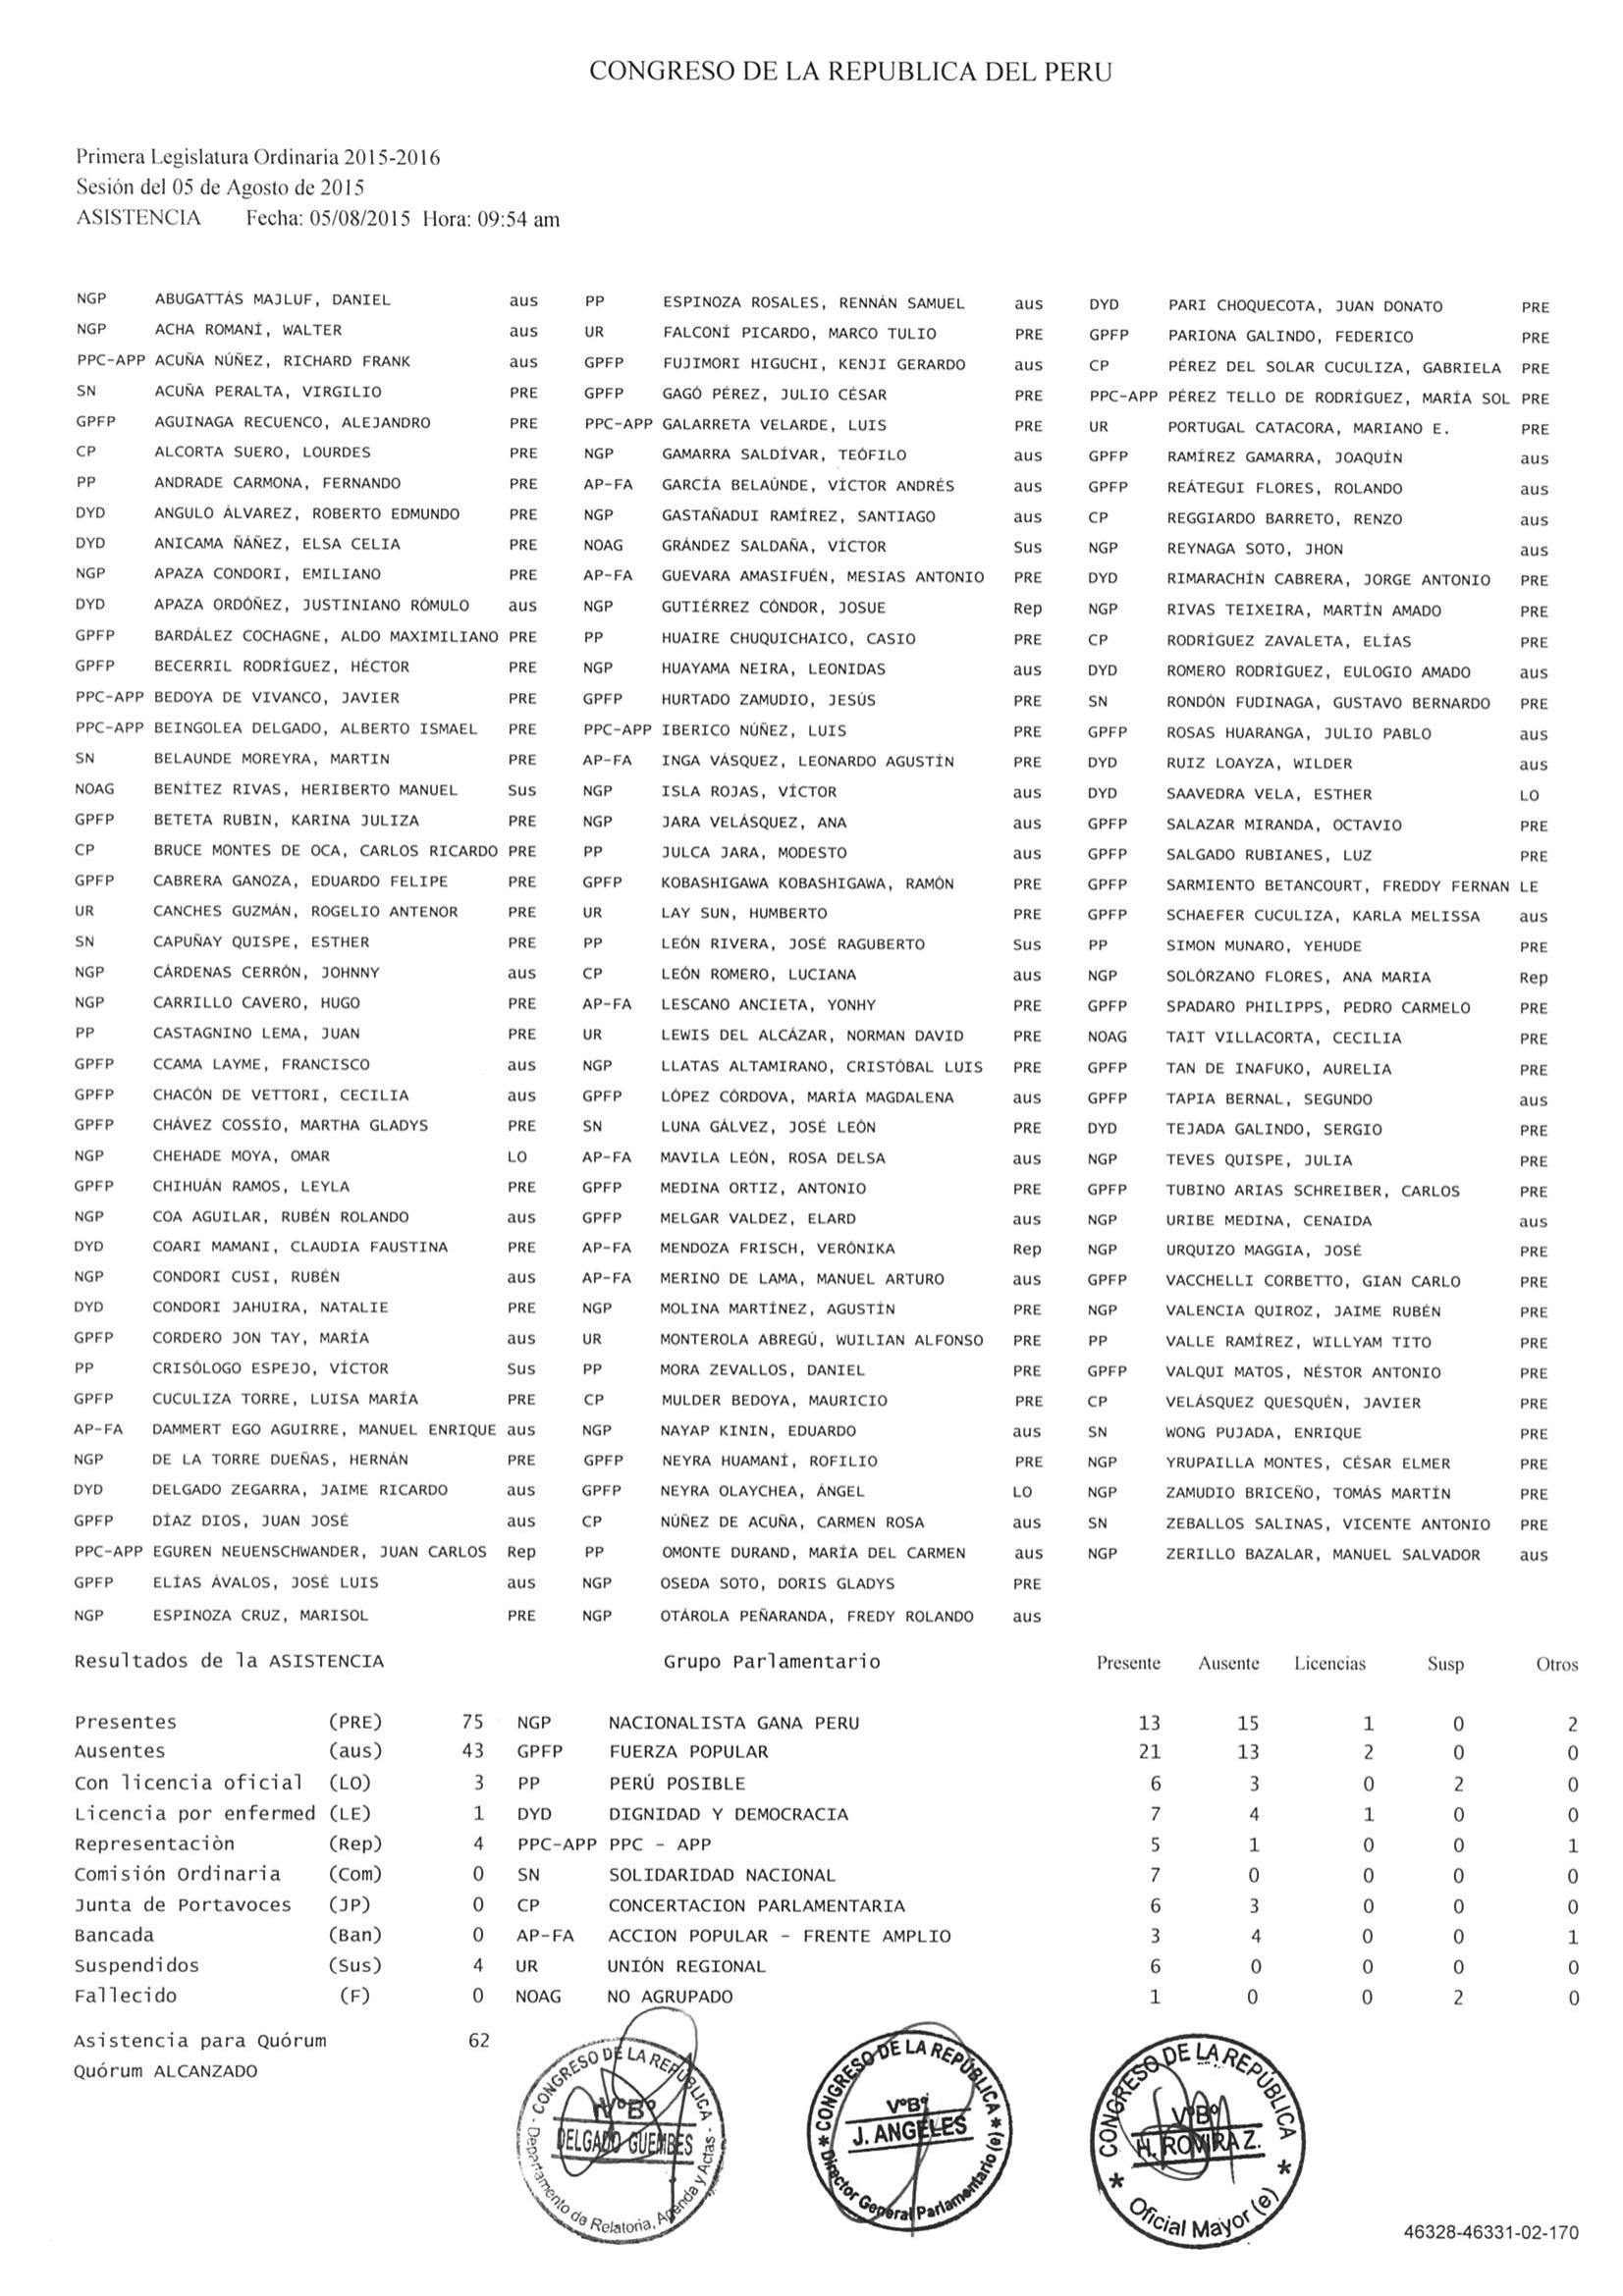 CONGRESO DE LA REPUBLICA DEL PERU
Primera Legislatura Ordinaria 2015-2016
Sesión del 05 de Agosto de 2015
ASISTENCIA Fecha: 05/08/2015 Hora: 09:54 am
NGP ABUGATTÁS MAJLUF, DANIEL aus PP ESPINOZA ROSALES, RENNÁN SAMUEL aus DYD PARI CHOQUECOTA, JUAN DONATO PRE
NGP ACHA ROMANÍ, WALTER aus UR FALCONÍ PICARDO, MARCO TULIO PRE GPFP PARIONA GALINDO, FEDERICO PRE
PPC-APP ACUÑA NÚÑEZ, RICHARD FRANK aus GPFP FUJIMORI HIGUCHI, KENJI GERARDO aus CP PÉREZ DEL SOLAR CUCULIZA, GABRIELA PRE
SN ACUÑA PERALTA, VIRGILIO PRE GPFP GAGÓ PÉREZ, JULIO CÉSAR PRE PPC-APP PÉREZ TELLO DE RODRÍGUEZ, MARÍA SOL PRE
GPFP AGUINAGA RECUENCO, ALEJANDRO PRE PPC-APP GALARRETA VELARDE, LUIS PRE UR PORTUGAL CATACORA, MARIANO E. PRE
CP ALCORTA SUERO, LOURDES PRE NGP GAMARRA SALDÍVAR, TEÓFILO aus GPFP RAMÍREZ GAMARRA, JOAQUÍN aus
PP ANDRADE CARMONA, FERNANDO PRE AP-FA GARCÍA BELAÚNDE, VÍCTOR ANDRÉS aus GPFP REÁTEGUI FLORES, ROLANDO aus
DYD ANGULO ÁLVAREZ, ROBERTO EDMUNDO PRE NGP GASTAÑADUI RAMÍREZ, SANTIAGO aus CP REGGIARDO BARRETO, RENZO aus
DYD ANICAMA ÑÁÑEZ, ELSA CELIA PRE NOAG GRÁNDEZ SALDAÑA, VÍCTOR Sus NGP REYNAGA SOTO, JHON aus
NGP APAZA CONDORI, EMILIANO PRE AP-FA GUEVARA AMASIFUÉN, MESIAS ANTONIO PRE DYD RIMARACHÍN CABRERA, JORGE ANTONIO PRE
DYD APAZA ORDÓÑEZ, JUSTINIANO RÓMULO aus NGP GUTIÉRREZ CÓNDOR, JOSUE Rep NGP RIVAS TEIXEIRA, MARTÍN AMADO PRE
GPFP BARDÁLEZ COCHAGNE, ALDO MAXIMILIANO PRE PP HUAIRE CHUQUICHAICO, CASIO PRE CP RODRÍGUEZ ZAVALETA, ELÍAS PRE
GPFP BECERRIL RODRÍGUEZ, HÉCTOR PRE NGP HUAYAMA NEIRA, LEONIDAS aus DYD ROMERO RODRÍGUEZ, EULOGIO AMADO aus
PPC-APP BEDOYA DE VIVANCO, JAVIER PRE GPFP HURTADO ZAMUDIO, JESÚS PRE SN RONDÓN FUDINAGA, GUSTAVO BERNARDO PRE
PPC-APP BEINGOLEA DELGADO, ALBERTO ISMAEL PRE PPC-APP IBERICO NÚÑEZ, LUIS PRE GPFP ROSAS HUARANGA, JULIO PABLO aus
SN BELAUNDE MOREYRA, MARTIN PRE AP-FA INGA VÁSQUEZ, LEONARDO AGUSTÍN PRE DYD RUIZ LOAYZA, WILDER aus
NOAG BENÍTEZ RIVAS, HERIBERTO MANUEL Sus NGP ISLA ROJAS, VÍCTOR aus DYD SAAVEDRA VELA, ESTHER LO
GPFP BETETA RUBIN, KARINA JULIZA PRE NGP JARA VELÁSQUEZ, ANA aus GPFP SALAZAR MIRANDA, OCTAVIO PRE
CP BRUCE MONTES DE OCA, CARLOS RICARDO PRE PP JULCA JARA, MODESTO aus GPFP SALGADO RUBIANES, LUZ PRE
GPFP CABRERA GANOZA, EDUARDO FELIPE PRE GPFP KOBASHIGAWA KOBASHIGAWA, RAMÓN PRE GPFP SARMIENTO BETANCOURT, FREDDY FERNAN LE
UR CANCHES GUZMÁN, ROGELIO ANTENOR PRE UR LAY SUN, HUMBERTO PRE GPFP SCHAEFER CUCULIZA, KARLA MELISSA aus
SN CAPUÑAY QUISPE, ESTHER PRE PP LEÓN RIVERA, JOSÉ RAGUBERTO Sus PP SIMON MUNARO, YEHUDE PRE
NGP CÁRDENAS CERRÓN, JOHNNY aus CP LEÓN ROMERO, LUCIANA aus NGP SOLÓRZANO FLORES, ANA MARIA Rep
NGP CARRILLO CAVERO, HUGO PRE AP-FA LESCANO ANCIETA, YONHY PRE GPFP SPADARO PHILIPPS, PEDRO CARMELO PRE
PP CASTAGNINO LEMA, JUAN PRE UR LEWIS DEL ALCÁZAR, NORMAN DAVID PRE NOAG TAIT VILLACORTA, CECILIA PRE
GPFP CCAMA LAYME, FRANCISCO aus NGP LLATAS ALTAMIRANO, CRISTÓBAL LUIS PRE GPFP TAN DE INAFUKO, AURELIA PRE
GPFP CHACÓN DE VETTORI, CECILIA aus GPFP LÓPEZ CÓRDOVA, MARÍA MAGDALENA aus GPFP TAPIA BERNAL, SEGUNDO aus
GPFP CHÁVEZ COSSÍO, MARTHA GLADYS PRE SN LUNA GÁLVEZ, JOSÉ LEÓN PRE DYD TEJADA GALINDO, SERGIO PRE
NGP CHEHADE MOYA, OMAR LO AP-FA MAVILA LEÓN, ROSA DELSA aus NGP TEVES QUISPE, JULIA PRE
GPFP CHIHUÁN RAMOS, LEYLA PRE GPFP MEDINA ORTIZ, ANTONIO PRE GPFP TUBINO ARIAS SCHREIBER, CARLOS PRE
NGP COA AGUILAR, RUBÉN ROLANDO aus GPFP MELGAR VALDEZ, ELARD aus NGP URIBE MEDINA, CENAIDA aus
DYD COARI MAMANI, CLAUDIA FAUSTINA PRE AP-FA MENDOZA FRISCH, VERÓNIKA Rep NGP URQUIZO MAGGIA, JOSÉ PRE
NGP CONDORI CUSI, RUBÉN aus AP-FA MERINO DE LAMA, MANUEL ARTURO aus GPFP VACCHELLI CORBETTO, GIAN CARLO PRE
DYD CONDORI JAHUIRA, NATALIE PRE NGP MOLINA MARTÍNEZ, AGUSTÍN PRE NGP VALENCIA QUIROZ, JAIME RUBÉN PRE
GPFP CORDERO JON TAY, MARÍA aus UR MONTEROLA ABREGÚ, WUILIAN ALFONSO PRE PP VALLE RAMÍREZ, WILLYAM TITO PRE
PP CRISÓLOGO ESPEJO, VÍCTOR Sus PP MORA ZEVALLOS, DANIEL PRE GPFP VALQUI MATOS, NÉSTOR ANTONIO PRE
GPFP CUCULIZA TORRE, LUISA MARÍA PRE CP MULDER BEDOYA, MAURICIO PRE CP VELÁSQUEZ QUESQUÉN, JAVIER PRE
AP-FA DAMMERT EGO AGUIRRE, MANUEL ENRIQUE aus NGP NAYAP KININ, EDUARDO aus SN WONG PUJADA, ENRIQUE PRE
NGP DE LA TORRE DUEÑAS, HERNÁN PRE GPFP NEYRA HUAMANÍ, ROFILIO PRE NGP YRUPAILLA MONTES, CÉSAR ELMER PRE
DYD DELGADO ZEGARRA, JAIME RICARDO aus GPFP NEYRA OLAYCHEA, ÁNGEL LO NGP ZAMUDIO BRICEÑO, TOMÁS MARTÍN PRE
GPFP DÍAZ DIOS, JUAN JOSÉ aus CP NÚÑEZ DE ACUÑA, CARMEN ROSA aus SN ZEBALLOS SALINAS, VICENTE ANTONIO PRE
PPC-APP EGUREN NEUENSCHWANDER, JUAN CARLOS Rep PP OMONTE DURAND, MARÍA DEL CARMEN aus NGP ZERILLO BAZALAR, MANUEL SALVADOR aus
GPFP ELÍAS ÁVALOS, JOSÉ LUIS aus NGP OSEDA SOTO, DORIS GLADYS PRE
NGP ESPINOZA CRUZ, MARISOL PRE NGP OTÁROLA PEÑARANDA, FREDY ROLANDO aus
Resultados de la ASISTENCIA Grupo Parlamentario Presente Ausente Licencias Susp Otros
Presentes (PRE) 75 NGP NACIONALISTA GANA PERU 13 15 1 0 2
Ausentes (aus) 43 GPFP FUERZA POPULAR 21 13 2 0 0
Con licencia oficial (LO) 3 PP PERÚ POSIBLE 6 3 0 2 0
Licencia por enfermed (LE) 1 DYD DIGNIDAD Y DEMOCRACIA 7 4 1 0 0
Representaciòn (Rep) 4 PPC-APP PPC - APP 5 1 0 0 1
Comisión Ordinaria (Com) 0 SN SOLIDARIDAD NACIONAL 7 0 0 0 0
Junta de Portavoces (JP) 0 CP CONCERTACION PARLAMENTARIA 6 3 0 0 0
Bancada (Ban) 0 AP-FA ACCION POPULAR - FRENTE AMPLIO 3 4 0 0 1
Suspendidos (Sus) 4 UR UNIÓN REGIONAL 6 0 0 0 0
Fallecido (F) 0 NOAG NO AGRUPADO 1 0 0 2 0
Asistencia para Quórum 62
Quórum ALCANZADO
CONGRESO DE LA REPÚBLICA
VºBº
DELGADO GUEMBES
Departamento de Relatoria, Agenda y Actas
CONGRESO DE LA REPÚBLICA
VºBº
J. ANGELES
Director General Parlamentario (e)
CONGRESO DE LA REPÚBLICA
VºBº
H. ROVIRA Z.
Oficial Mayor (e)
46328-46331-02-170